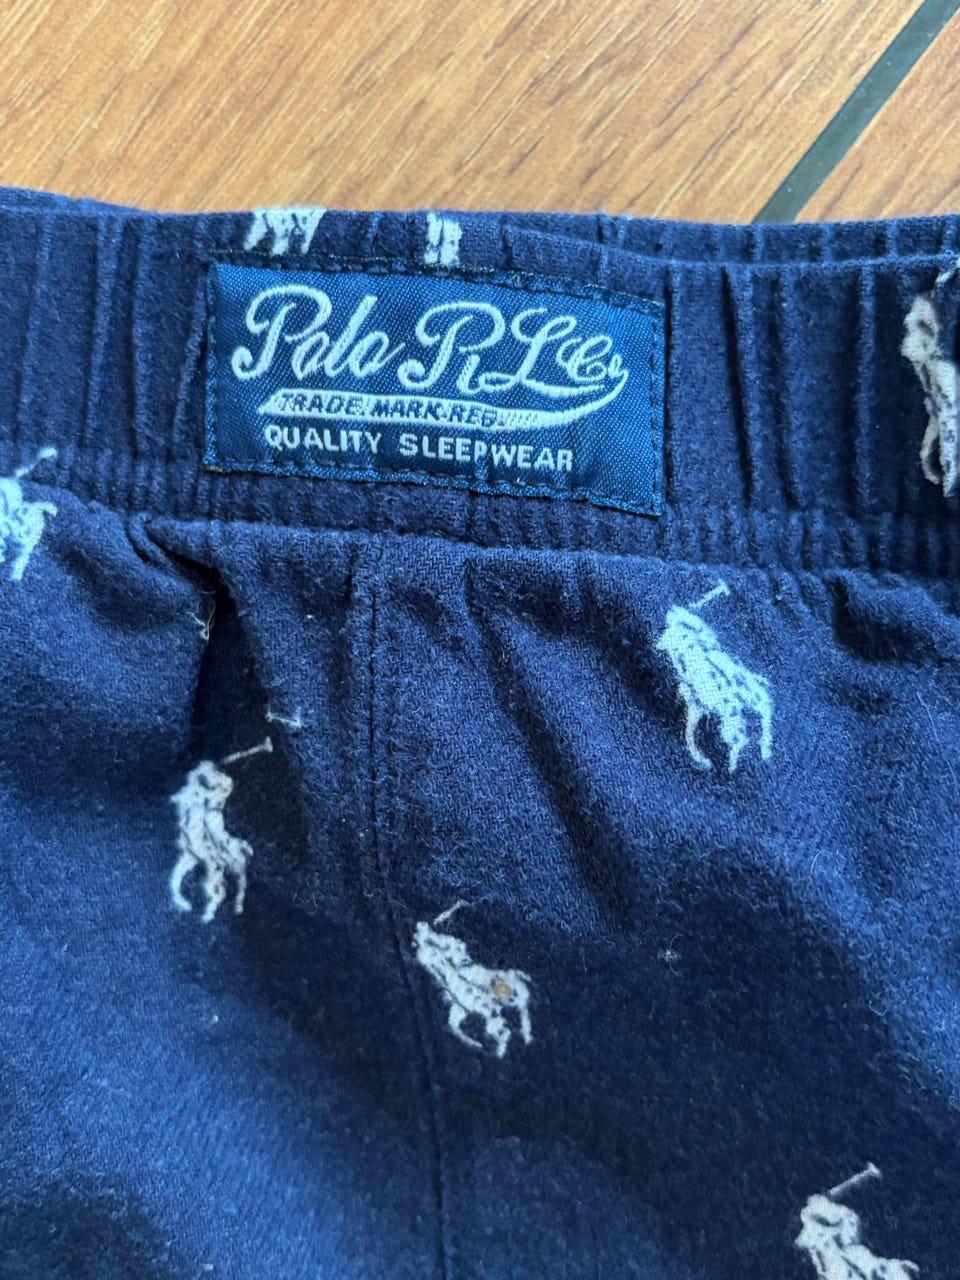 Polo R L Co
TRADE MARK REG
QUALITY SLEEPWEAR